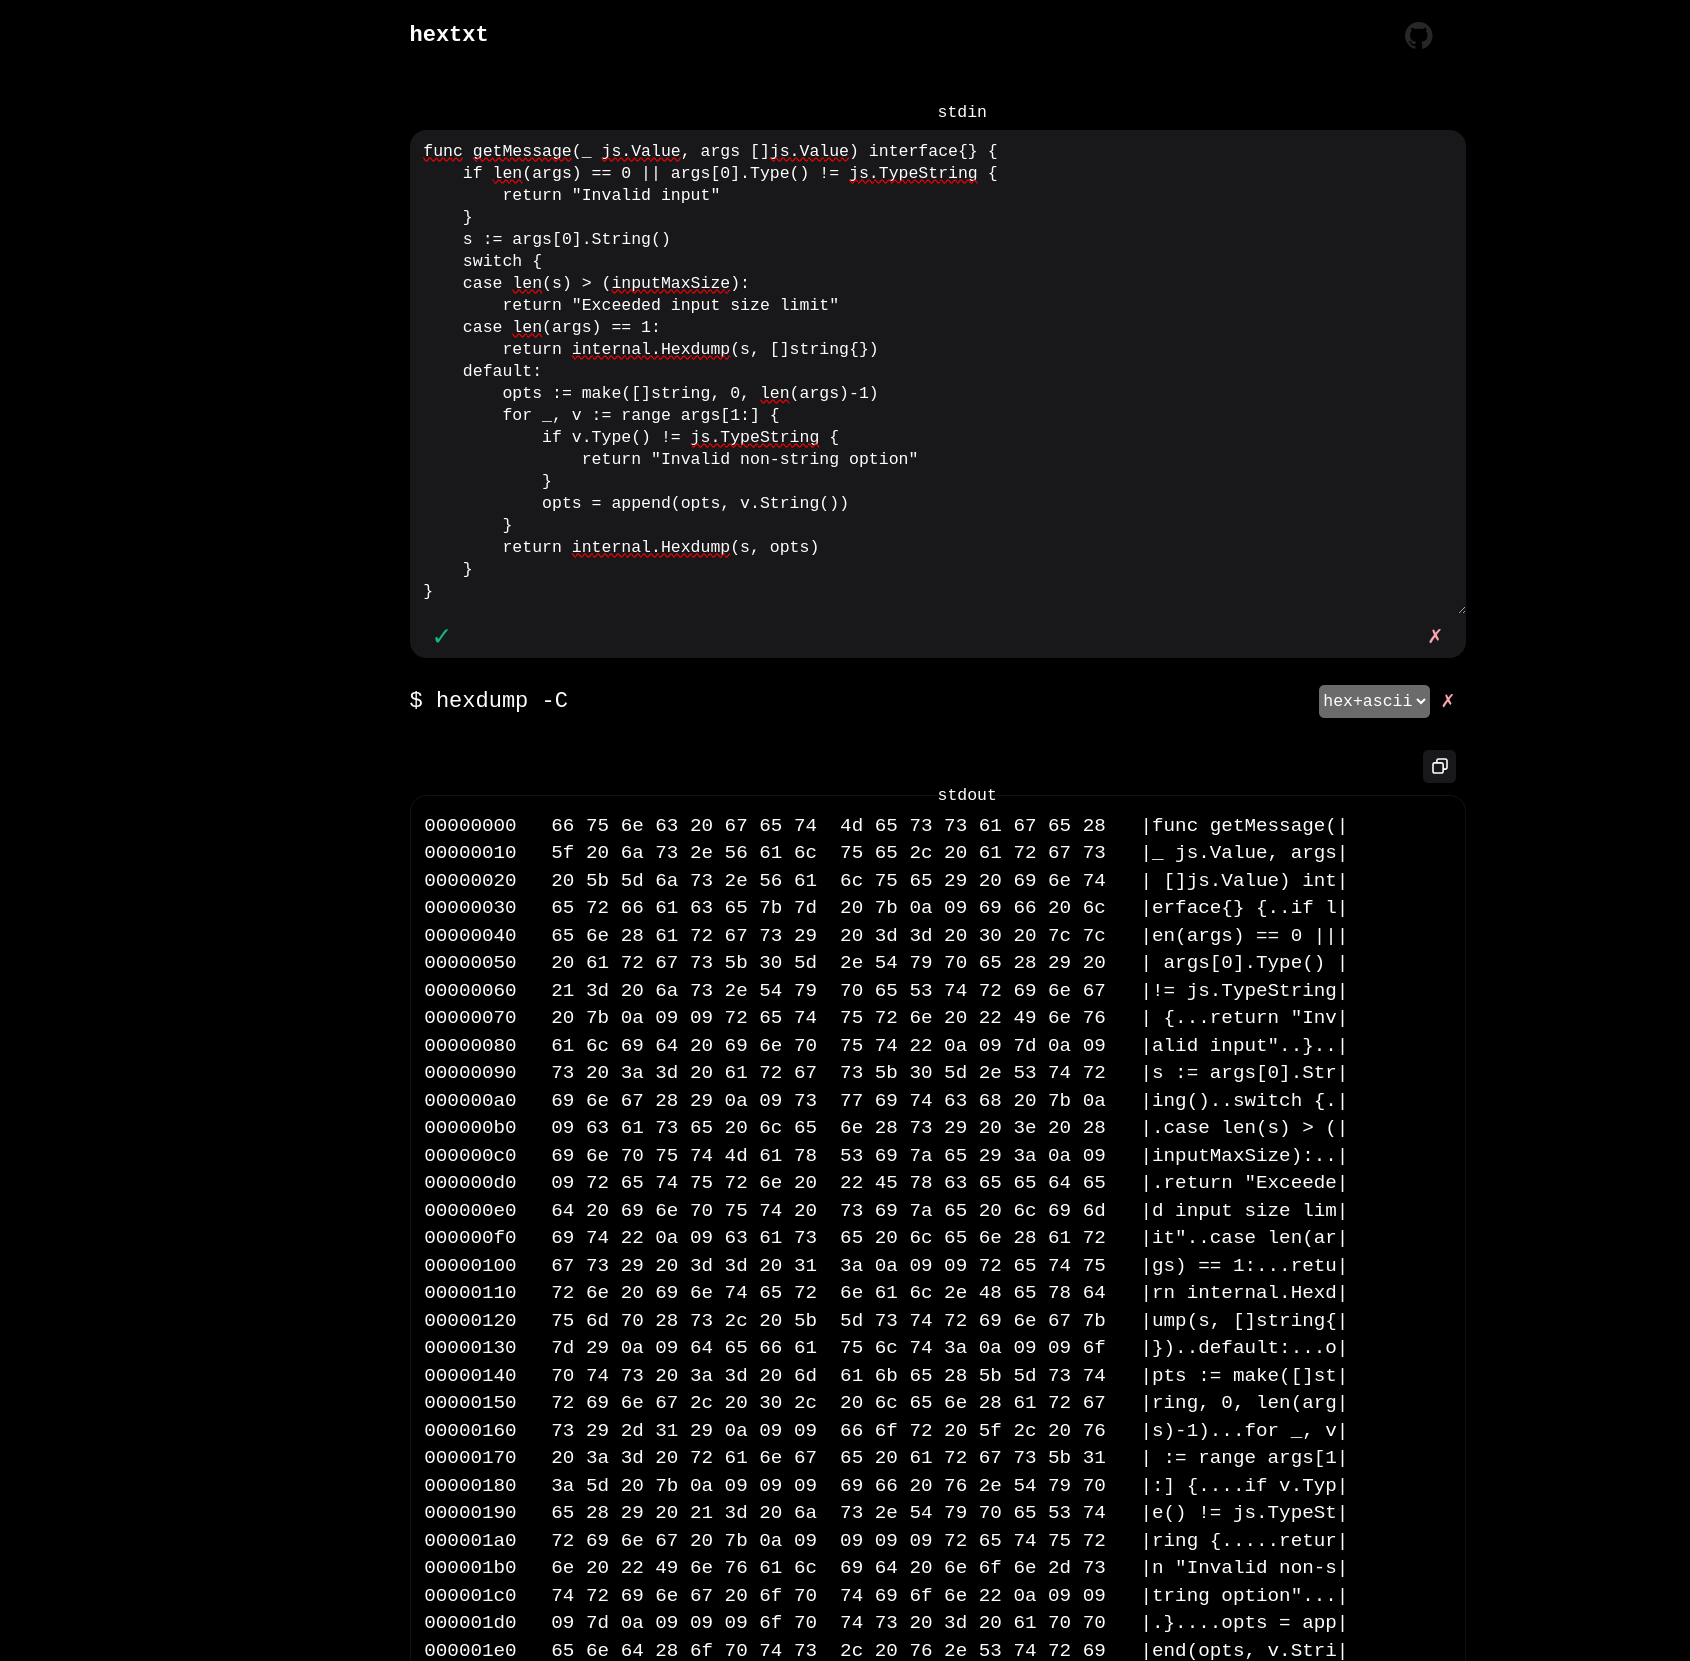 hextxt
stdin
func getMessage(_ js.Value, args []js.Value) interface{} {
    if len(args) == 0 || args[0].Type() != js.TypeString {
        return "Invalid input"
    }
    s := args[0].String()
    switch {
    case len(s) > (inputMaxSize):
        return "Exceeded input size limit"
    case len(args) == 1:
        return internal.Hexdump(s, []string{})
    default:
        opts := make([]string, 0, len(args)-1)
        for _, v := range args[1:] {
            if v.Type() != js.TypeString {
                return "Invalid non-string option"
            }
            opts = append(opts, v.String())
        }
        return internal.Hexdump(s, opts)
    }
}
✓ ✗
$ hexdump -C hex+ascii ✗
stdout
00000000   66 75 6e 63 20 67 65 74  4d 65 73 73 61 67 65 28   |func getMessage(|
00000010   5f 20 6a 73 2e 56 61 6c  75 65 2c 20 61 72 67 73   |_ js.Value, args|
00000020   20 5b 5d 6a 73 2e 56 61  6c 75 65 29 20 69 6e 74   | []js.Value) int|
00000030   65 72 66 61 63 65 7b 7d  20 7b 0a 09 69 66 20 6c   |erface{} {..if l|
00000040   65 6e 28 61 72 67 73 29  20 3d 3d 20 30 20 7c 7c   |en(args) == 0 |||
00000050   20 61 72 67 73 5b 30 5d  2e 54 79 70 65 28 29 20   | args[0].Type() |
00000060   21 3d 20 6a 73 2e 54 79  70 65 53 74 72 69 6e 67   |!= js.TypeString|
00000070   20 7b 0a 09 09 72 65 74  75 72 6e 20 22 49 6e 76   | {...return "Inv|
00000080   61 6c 69 64 20 69 6e 70  75 74 22 0a 09 7d 0a 09   |alid input"..}..|
00000090   73 20 3a 3d 20 61 72 67  73 5b 30 5d 2e 53 74 72   |s := args[0].Str|
000000a0   69 6e 67 28 29 0a 09 73  77 69 74 63 68 20 7b 0a   |ing()..switch {.|
000000b0   09 63 61 73 65 20 6c 65  6e 28 73 29 20 3e 20 28   |.case len(s) > (|
000000c0   69 6e 70 75 74 4d 61 78  53 69 7a 65 29 3a 0a 09   |inputMaxSize):..|
000000d0   09 72 65 74 75 72 6e 20  22 45 78 63 65 65 64 65   |.return "Exceede|
000000e0   64 20 69 6e 70 75 74 20  73 69 7a 65 20 6c 69 6d   |d input size lim|
000000f0   69 74 22 0a 09 63 61 73  65 20 6c 65 6e 28 61 72   |it"..case len(ar|
00000100   67 73 29 20 3d 3d 20 31  3a 0a 09 09 72 65 74 75   |gs) == 1:...retu|
00000110   72 6e 20 69 6e 74 65 72  6e 61 6c 2e 48 65 78 64   |rn internal.Hexd|
00000120   75 6d 70 28 73 2c 20 5b  5d 73 74 72 69 6e 67 7b   |ump(s, []string{|
00000130   7d 29 0a 09 64 65 66 61  75 6c 74 3a 0a 09 09 6f   |})..default:...o|
00000140   70 74 73 20 3a 3d 20 6d  61 6b 65 28 5b 5d 73 74   |pts := make([]st|
00000150   72 69 6e 67 2c 20 30 2c  20 6c 65 6e 28 61 72 67   |ring, 0, len(arg|
00000160   73 29 2d 31 29 0a 09 09  66 6f 72 20 5f 2c 20 76   |s)-1)...for _, v|
00000170   20 3a 3d 20 72 61 6e 67  65 20 61 72 67 73 5b 31   | := range args[1|
00000180   3a 5d 20 7b 0a 09 09 09  69 66 20 76 2e 54 79 70   |:] {....if v.Typ|
00000190   65 28 29 20 21 3d 20 6a  73 2e 54 79 70 65 53 74   |e() != js.TypeSt|
000001a0   72 69 6e 67 20 7b 0a 09  09 09 09 72 65 74 75 72   |ring {.....retur|
000001b0   6e 20 22 49 6e 76 61 6c  69 64 20 6e 6f 6e 2d 73   |n "Invalid non-s|
000001c0   74 72 69 6e 67 20 6f 70  74 69 6f 6e 22 0a 09 09   |tring option"...|
000001d0   09 7d 0a 09 09 09 6f 70  74 73 20 3d 20 61 70 70   |.}....opts = app|
000001e0   65 6e 64 28 6f 70 74 73  2c 20 76 2e 53 74 72 69   |end(opts, v.Stri|